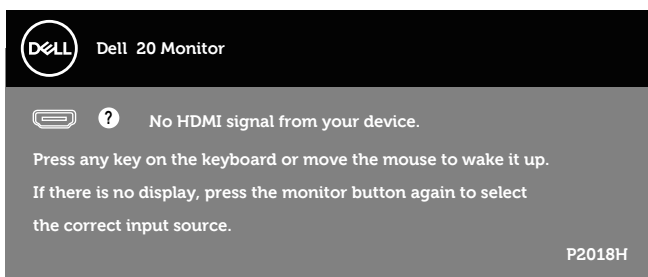 DELL Dell 20 Monitor
? No HDMI signal from your device.
Press any key on the keyboard or move the mouse to wake it up.
If there is no display, press the monitor button again to select
the correct input source.
P2018H